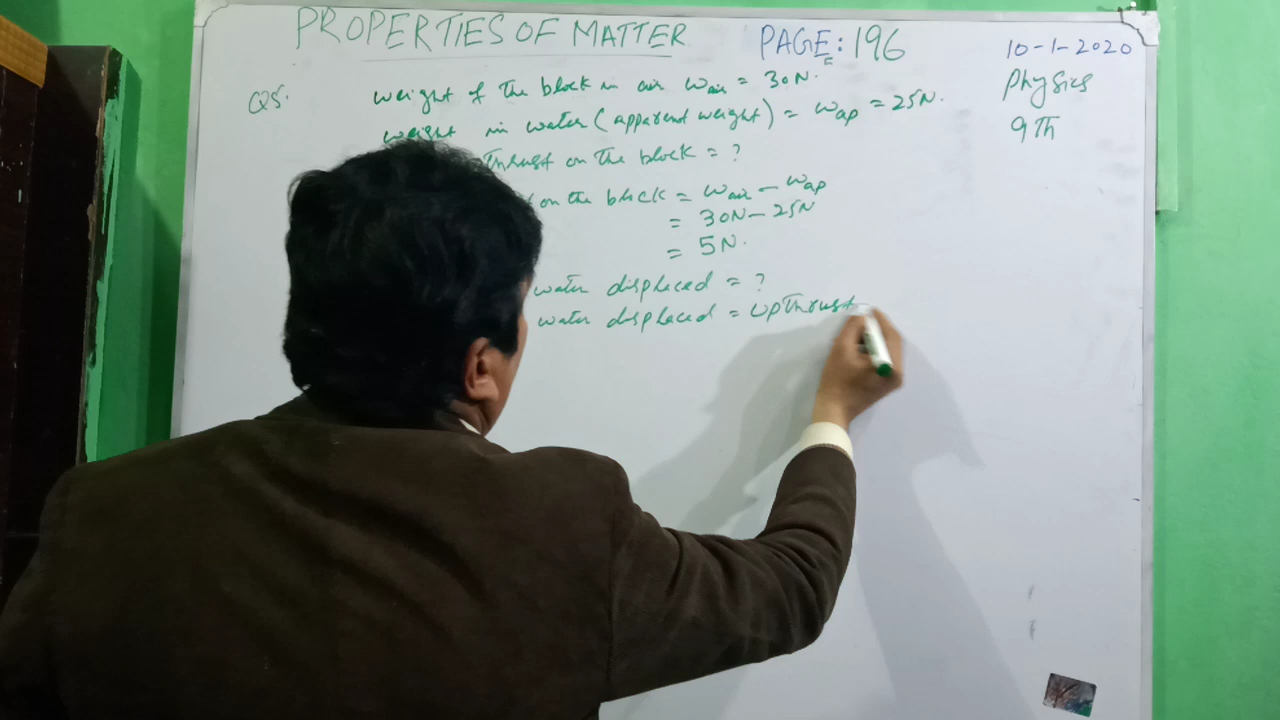 PROPERTIES OF MATTER PAGE: 196
10-1-2020
Physics
9Th
Q5. weight of the block in air Wair = 30N.
weight in water (apparend weight) = Wap = 25N.
Thrust on the block = ?
on the block = Wair - Wap
= 30N - 25N
= 5N.
water displaced = ?
water displaced = upThrust